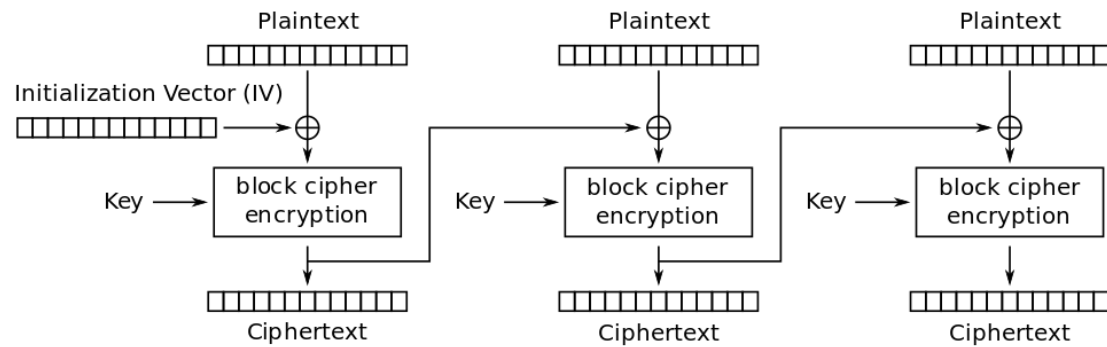 Plaintext
Plaintext
Plaintext
Initialization Vector (IV)
Key
block cipher
encryption
Key
block cipher
encryption
Key
block cipher
encryption
Ciphertext
Ciphertext
Ciphertext